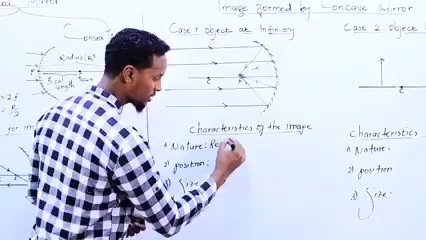 Image formed by Concave Mirror
Convex
Case 1 Object at Infinity
Case 2 Object
Radius(R)
focal
length
Characteristics of the image
1) Nature: Re
2) position:
3) Size
Characteristics
1) Nature:
2) position
3) Size: